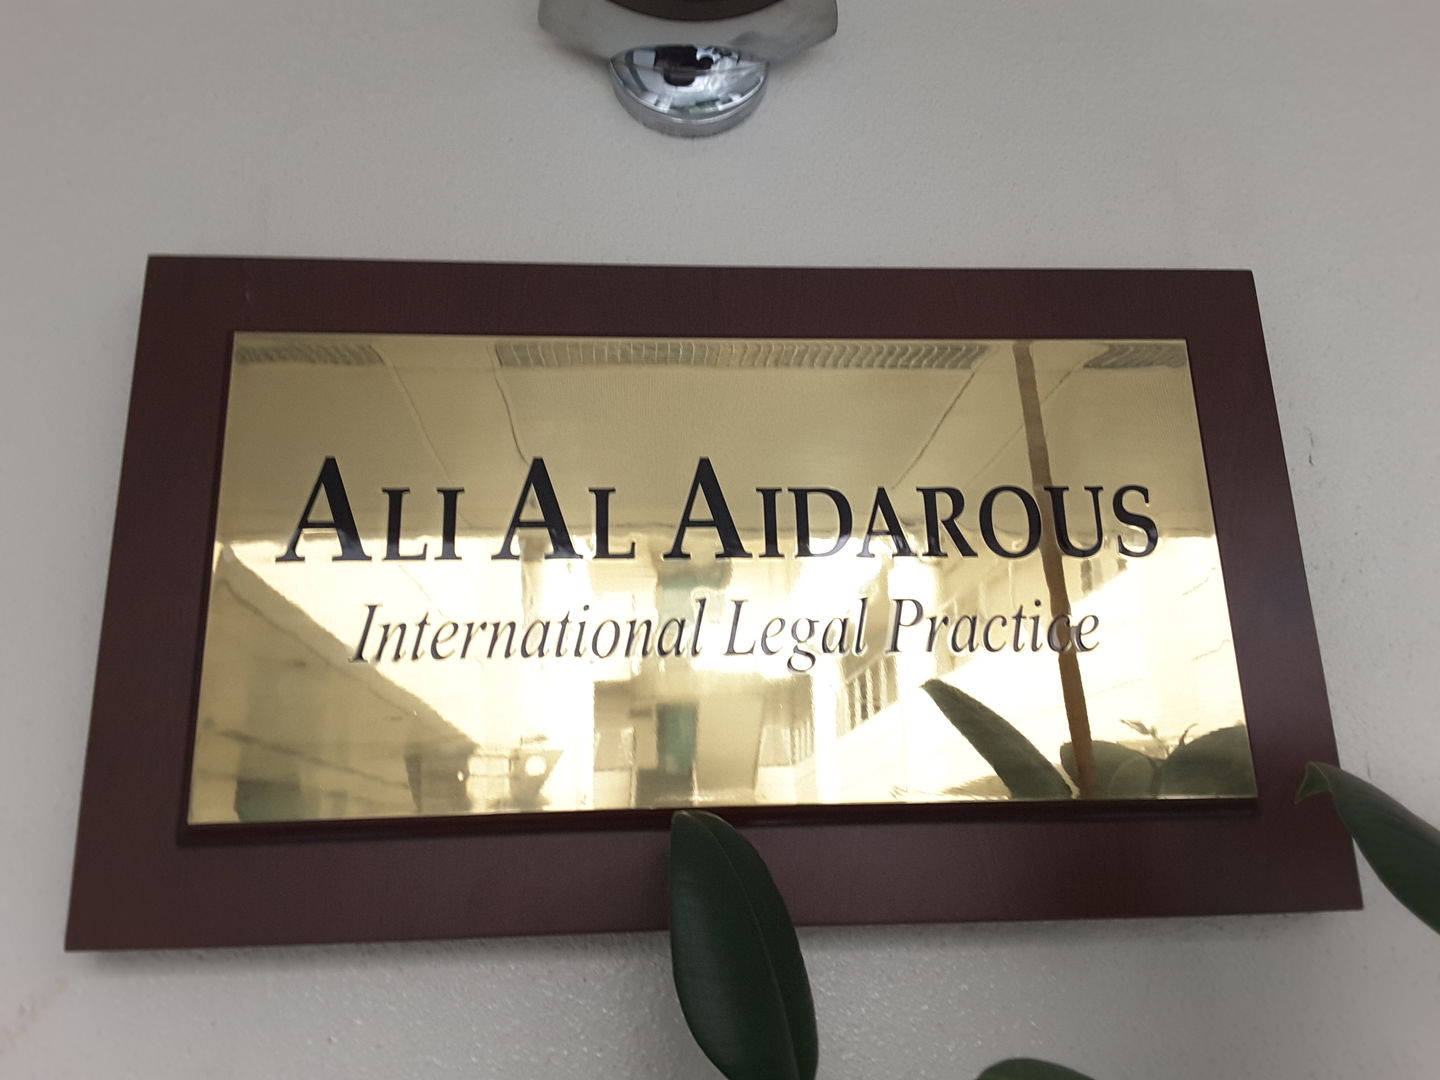 ALI AL AIDAROUS
International Legal Practice